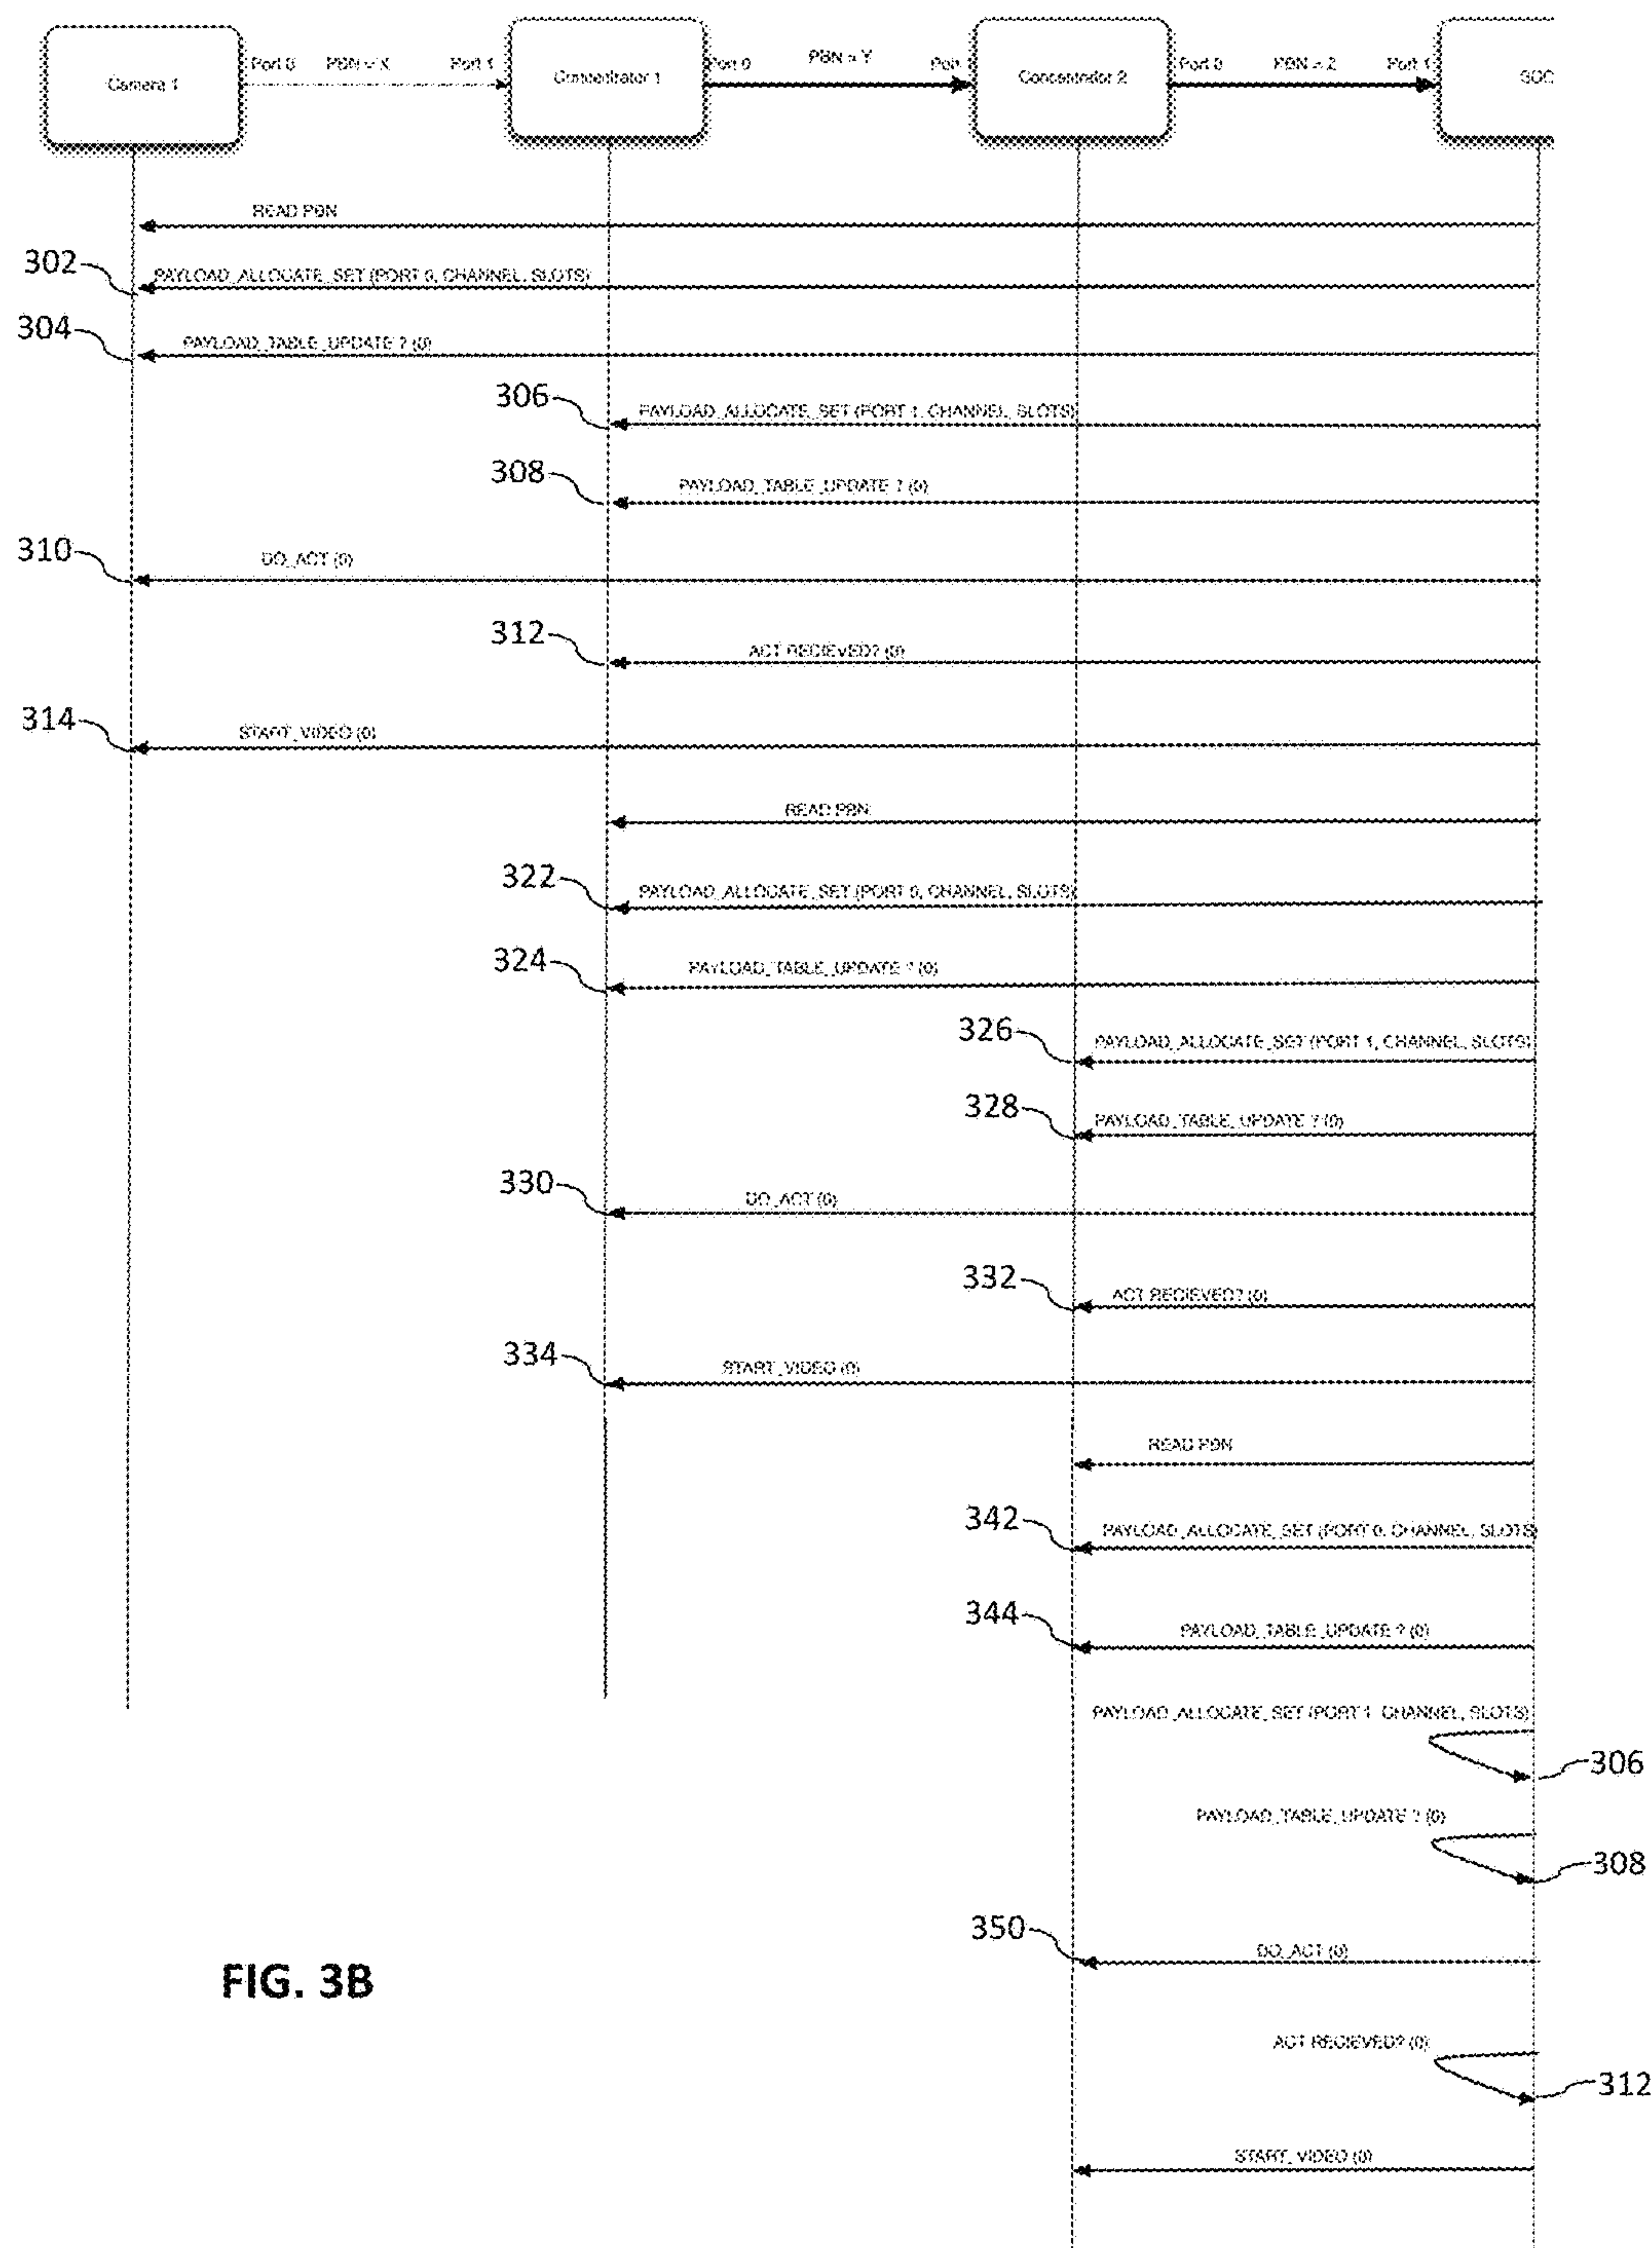 Camera 1
Port 0 PBN = X Port 1
Concentrator 1
Port 0 PBN = Y Port
Concentrator 2
Port 0 PBN = Z Port 1
SOC
READ PBN
302 PAYLOAD_ALLOCATE_SET (PORT 0, CHANNEL, SLOTS)
304 PAYLOAD_TABLE_UPDATE ? (0)
306 PAYLOAD_ALLOCATE_SET (PORT 1, CHANNEL, SLOTS)
308 PAYLOAD_TABLE_UPDATE ? (0)
310 DO_ACT (0)
312 ACT RECIEVED? (0)
314 START_VIDEO (0)
READ PBN
322 PAYLOAD_ALLOCATE_SET (PORT 0, CHANNEL, SLOTS)
324 PAYLOAD_TABLE_UPDATE ? (0)
326 PAYLOAD_ALLOCATE_SET (PORT 1, CHANNEL, SLOTS)
328 PAYLOAD_TABLE_UPDATE ? (0)
330 DO_ACT (0)
332 ACT RECIEVED? (0)
334 START_VIDEO (0)
READ PBN
342 PAYLOAD_ALLOCATE_SET (PORT 0, CHANNEL, SLOTS)
344 PAYLOAD_TABLE_UPDATE ? (0)
PAYLOAD_ALLOCATE_SET (PORT 1, CHANNEL, SLOTS)
306
PAYLOAD_TABLE_UPDATE ? (0)
308
350 DO_ACT (0)
FIG. 3B
ACT RECIEVED? (0)
312
START_VIDEO (0)